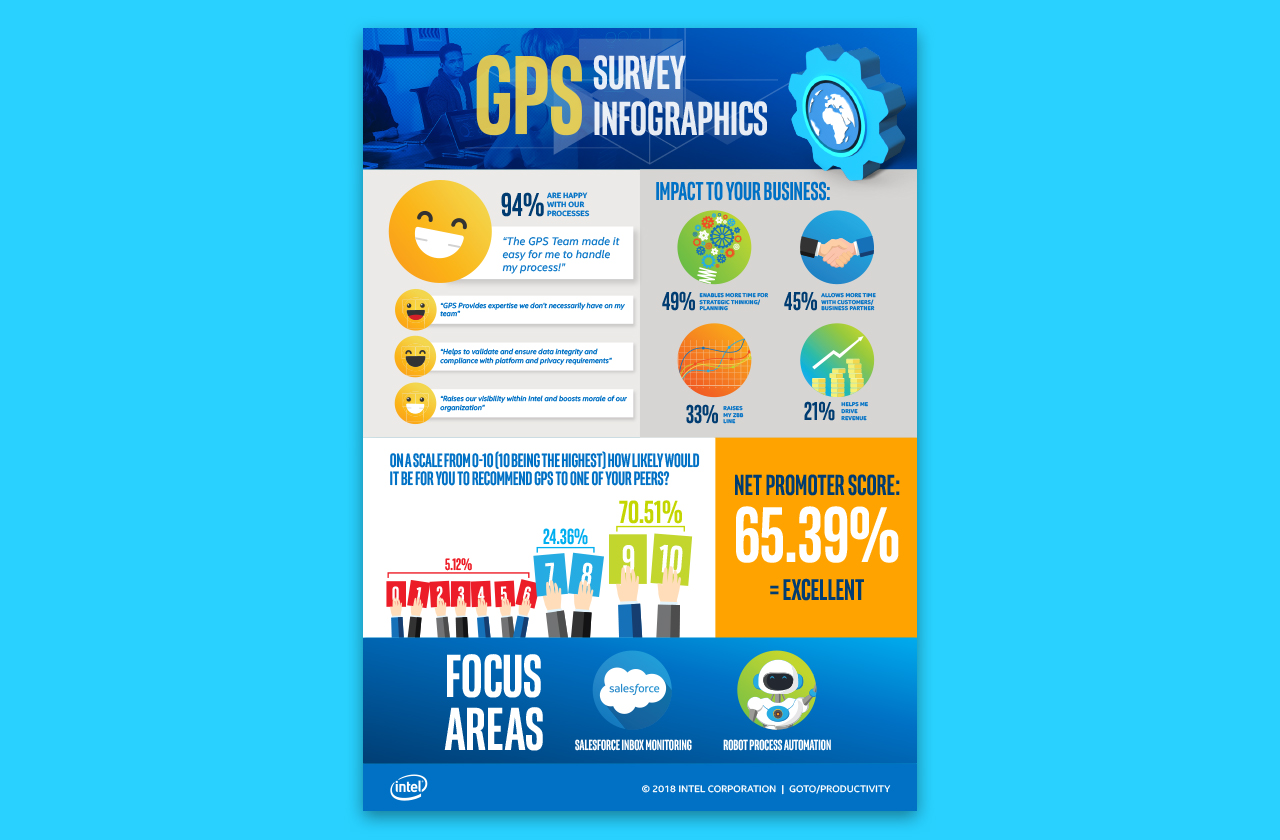 GPS SURVEY
INFOGRAPHICS
94% ARE HAPPY
WITH OUR
PROCESSES
“The GPS Team made it
easy for me to handle
my process!”
“GPS Provides expertise we don't necessarily have on my
team”
“Helps to validate and ensure data integrity and
compliance with platform and privacy requirements”
“Raises our visibility within Intel and boosts morale of our
organization”
IMPACT TO YOUR BUSINESS:
49% ENABLES MORE TIME FOR
STRATEGIC THINKING/
PLANNING
45% ALLOWS MORE TIME
WITH CUSTOMERS/
BUSINESS PARTNER
33% RAISES
MY ZBB
LINE
21% HELPS ME
DRIVE
REVENUE
ON A SCALE FROM 0-10 (10 BEING THE HIGHEST) HOW LIKELY WOULD
IT BE FOR YOU TO RECOMMEND GPS TO ONE OF YOUR PEERS?
5.12%
24.36%
70.51%
0 1 2 3 4 5 6 7 8 9 10
NET PROMOTER SCORE:
65.39%
= EXCELLENT
FOCUS
AREAS
salesforce
SALESFORCE INBOX MONITORING
ROBOT PROCESS AUTOMATION
intel
© 2018 INTEL CORPORATION | GOTO/PRODUCTIVITY